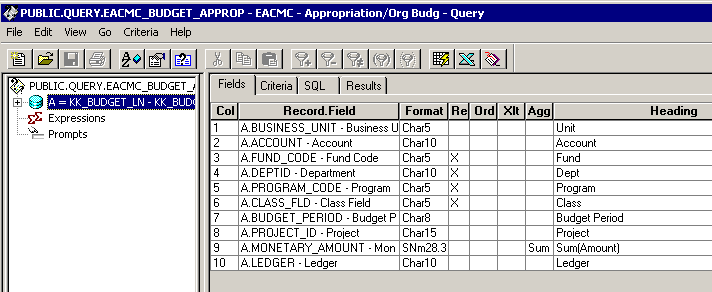 PUBLIC.QUERY.EACMC_BUDGET_APPROP - EACMC - Appropriation/Org Budg - Query
File Edit View Go Criteria Help
PUBLIC.QUERY.EACMC_BUDGET_A
A = KK_BUDGET_LN - KK_BUDG
Expressions
Prompts
Fields Criteria SQL Results
Col Record.Field Format Re Ord Xlt Agg Heading
1 A.BUSINESS_UNIT - Business U Char5 Unit
2 A.ACCOUNT - Account Char10 Account
3 A.FUND_CODE - Fund Code Char5 X Fund
4 A.DEPTID - Department Char10 X Dept
5 A.PROGRAM_CODE - Program Char5 X Program
6 A.CLASS_FLD - Class Field Char5 X Class
7 A.BUDGET_PERIOD - Budget P Char8 Budget Period
8 A.PROJECT_ID - Project Char15 Project
9 A.MONETARY_AMOUNT - Mon SNm28.3 Sum Sum(Amount)
10 A.LEDGER - Ledger Char10 Ledger